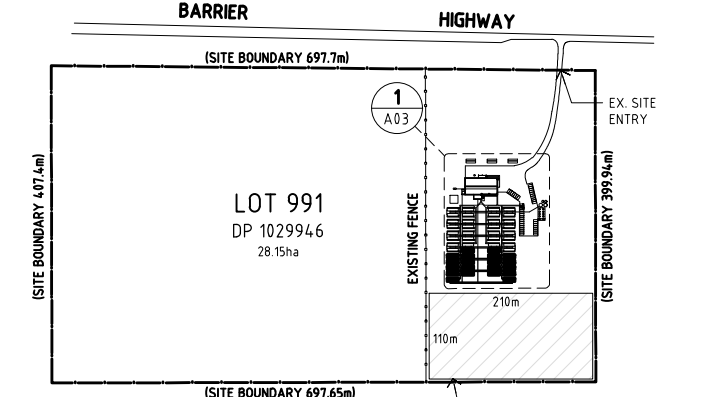 BARRIER HIGHWAY
(SITE BOUNDARY 697.7m)
1
A03
EX. SITE
ENTRY
(SITE BOUNDARY 407.4m)
LOT 991
DP 1029946
28.15ha
EXISTING FENCE
(SITE BOUNDARY 399.94m)
210m
110m
(SITE BOUNDARY 697.65m)